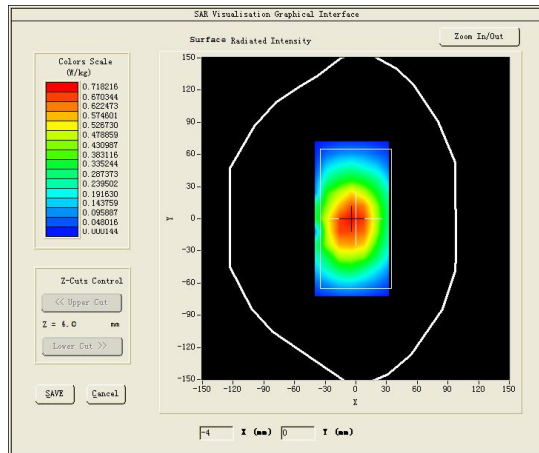 SAR Visualisation Graphical Interface
Surface Radiated Intensity
Zoom In/Out
Colors Scale
(W/kg)
0.718216
0.670344
0.622473
0.574601
0.526730
0.478859
0.430987
0.383116
0.335244
0.287373
0.239502
0.191630
0.143759
0.095887
0.048016
0.000144
Z-Cuts Control
<< Upper Cut
Z = 4.0 mm
Lower Cut >>
SAVE
Cancel
150
120
90
60
30
0
-30
-60
-90
-120
-150
Y
-150 -120 -90 -60 -30 0 30 60 90 120 150
X
-4 X (mm) 0 Y (mm)